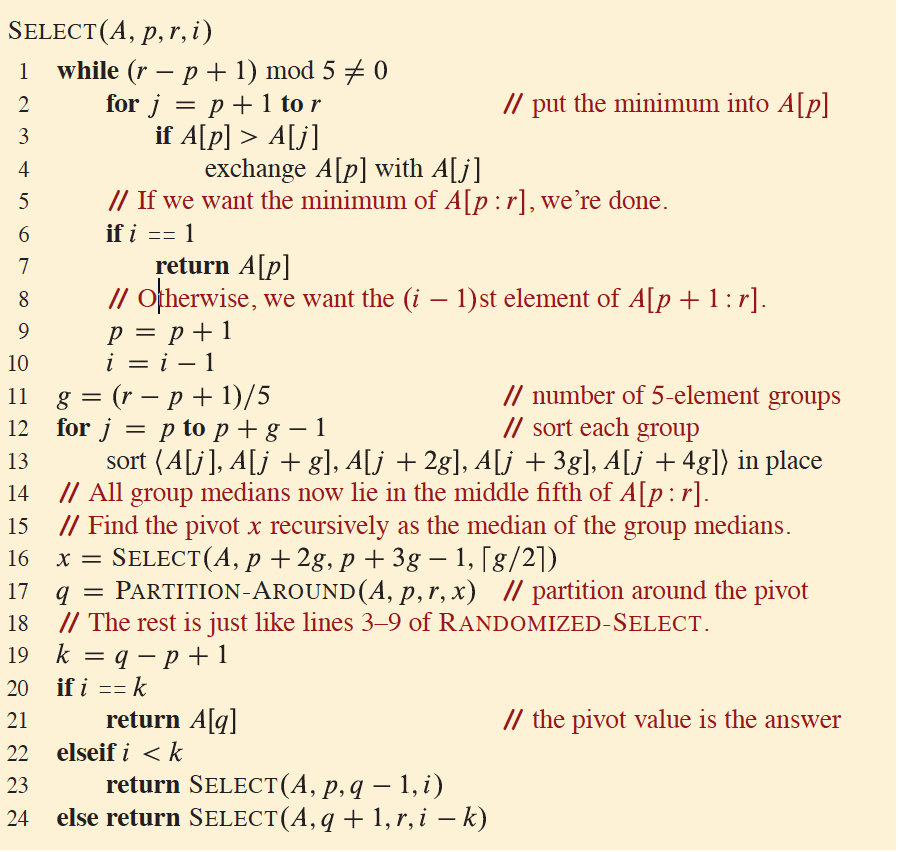 SELECT(A, p, r, i)
1 while (r − p + 1) mod 5 ≠ 0
2 for j = p + 1 to r // put the minimum into A[p]
3 if A[p] > A[j]
4 exchange A[p] with A[j]
5 // If we want the minimum of A[p : r], we’re done.
6 if i == 1
7 return A[p]
8 // Otherwise, we want the (i − 1)st element of A[p + 1 : r].
9 p = p + 1
10 i = i − 1
11 g = (r − p + 1)/5 // number of 5-element groups
12 for j = p to p + g − 1 // sort each group
13 sort ⟨A[j], A[j + g], A[j + 2g], A[j + 3g], A[j + 4g]⟩ in place
14 // All group medians now lie in the middle fifth of A[p : r].
15 // Find the pivot x recursively as the median of the group medians.
16 x = SELECT(A, p + 2g, p + 3g − 1, ⌈g/2⌉)
17 q = PARTITION-AROUND(A, p, r, x) // partition around the pivot
18 // The rest is just like lines 3–9 of RANDOMIZED-SELECT.
19 k = q − p + 1
20 if i == k
21 return A[q] // the pivot value is the answer
22 elseif i < k
23 return SELECT(A, p, q − 1, i)
24 else return SELECT(A, q + 1, r, i − k)